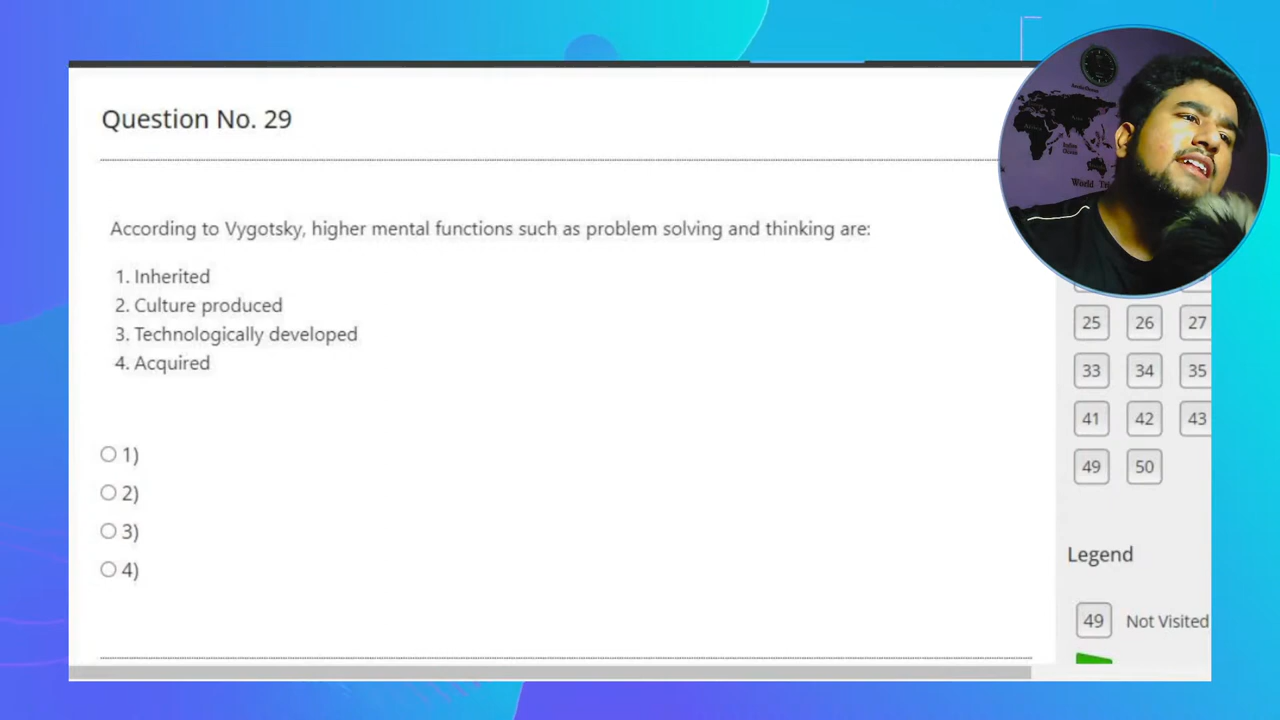 Question No. 29
According to Vygotsky, higher mental functions such as problem solving and thinking are:
1. Inherited
2. Culture produced
3. Technologically developed
4. Acquired
1)
2)
3)
4)
25 26 27
33 34 35
41 42 43
49 50
Legend
49 Not Visited
World